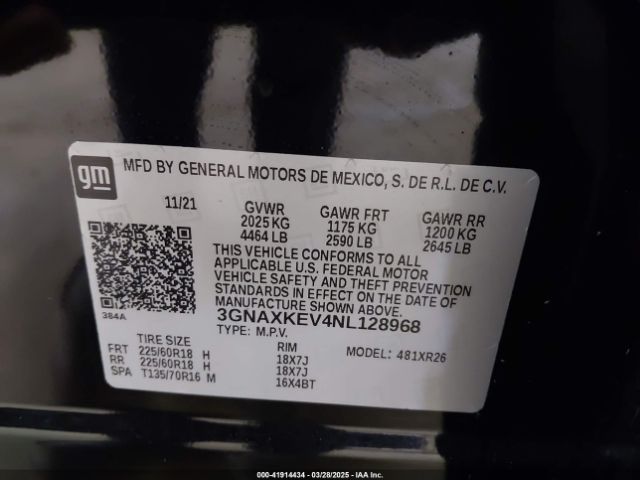 gm
MFD BY GENERAL MOTORS DE MEXICO, S. DE R.L. DE C.V.
11/21 GVWR GAWR FRT GAWR RR
2025 KG 1175 KG 1200 KG
4464 LB 2590 LB 2645 LB
THIS VEHICLE CONFORMS TO ALL
APPLICABLE U.S. FEDERAL MOTOR
VEHICLE SAFETY AND THEFT PREVENTION
STANDARDS IN EFFECT ON THE DATE OF
MANUFACTURE SHOWN ABOVE.
384A
3GNAXKEV4NL128968
TYPE: M.P.V.
TIRE SIZE RIM MODEL: 481XR26
FRT 225/60R18 H 18X7J
RR 225/60R18 H 18X7J
SPA T135/70R16 M 16X4BT
000-41914434 | 03/28/2025 | IAA Inc.